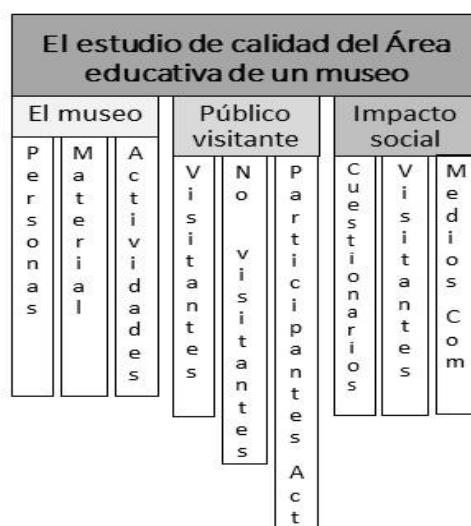 El estudio de calidad del Área
educativa de un museo
El museo
Personas
Material
Actividades
Público
visitante
Visitantes
No visitantes
Participantes Act
Impacto
social
Cuestionarios
Visitantes
Medios Com